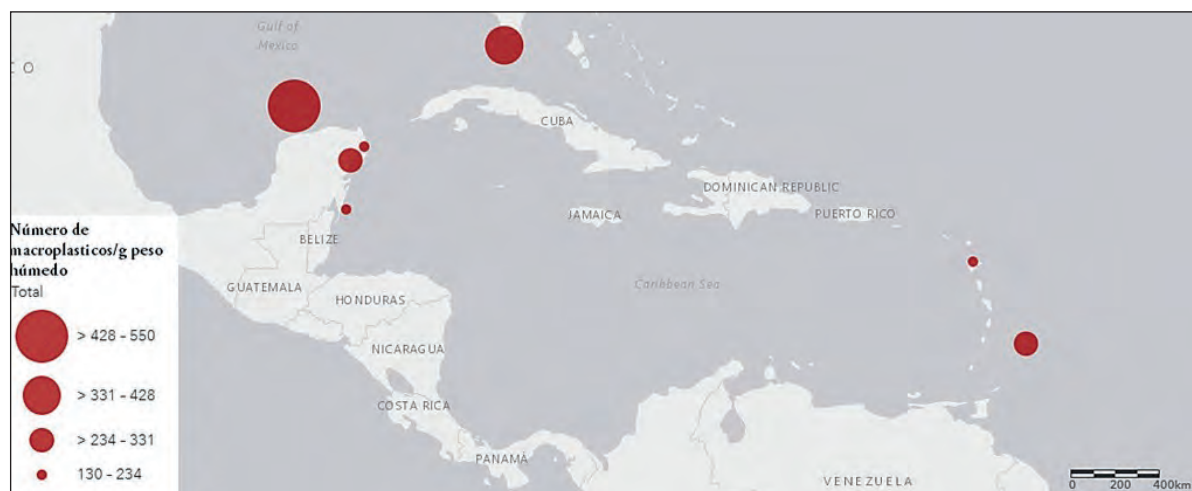 Gulf of
Mexico
C O
CUBA
DOMINICAN REPUBLIC
JAMAICA
PUERTO RICO
BELIZE
GUATEMALA
HONDURAS
Caribbean Sea
NICARAGUA
COSTA RICA
PANAMÁ
VENEZUELA
Número de
macroplasticos/g peso
húmedo
Total
> 428 - 550
> 331 - 428
> 234 - 331
130 - 234
0 200 400km